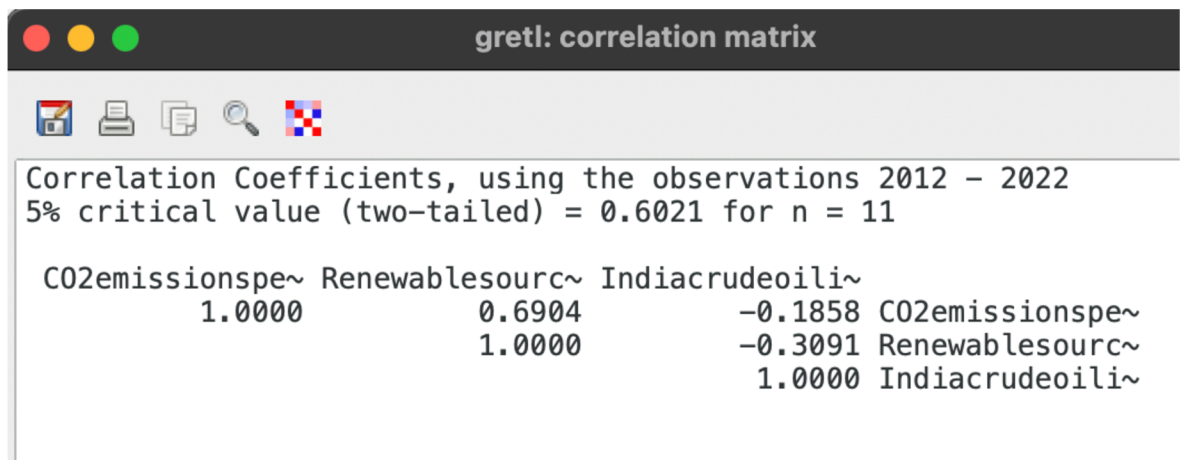 gretl: correlation matrix
Correlation Coefficients, using the observations 2012 – 2022
5% critical value (two-tailed) = 0.6021 for n = 11
CO2emissionspe~ Renewablesourc~ Indiacrudeoili~
1.0000 0.6904 -0.1858 CO2emissionspe~
1.0000 -0.3091 Renewablesourc~
1.0000 Indiacrudeoili~